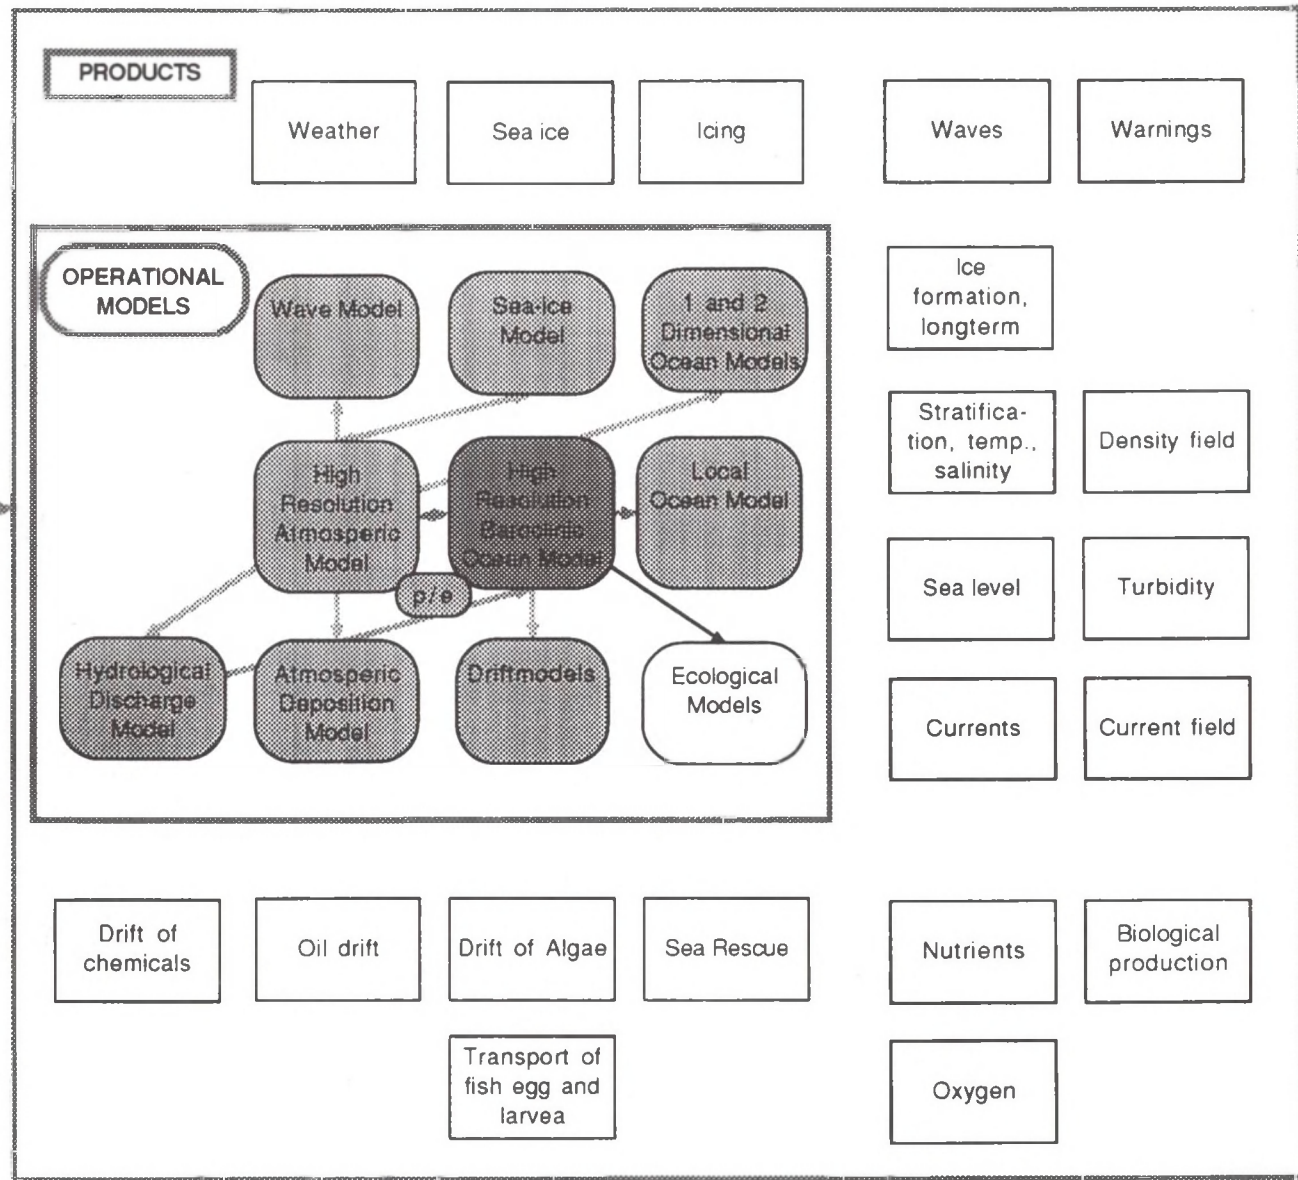 PRODUCTS
Weather
Sea ice
Icing
Waves
Warnings
OPERATIONAL
MODELS
Wave Model
Sea-ice
Model
1 and 2
Dimensional
Ocean Models
Ice
formation,
longterm
Stratifica-
tion, temp.,
salinity
Density field
High
Resolution
Atmosperic
Model
High
Resolution
Baroclinic
Ocean Model
Local
Ocean Model
p/e
Sea level
Turbidity
Hydrological
Discharge
Model
Atmosperic
Deposition
Model
Driftmodels
Ecological
Models
Currents
Current field
Drift of
chemicals
Oil drift
Drift of Algae
Sea Rescue
Nutrients
Biological
production
Transport of
fish egg and
larvea
Oxygen